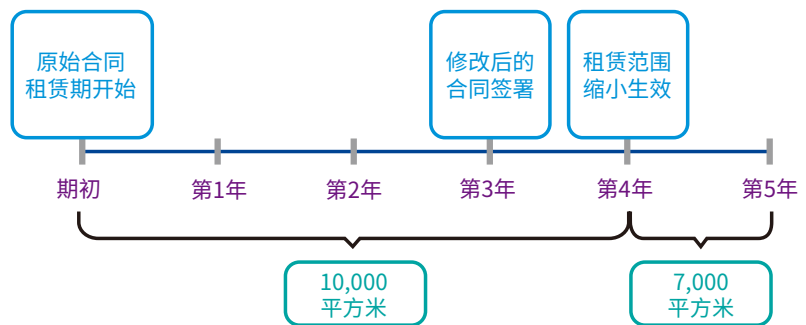 原始合同
租赁期开始
修改后的
合同签署
租赁范围
缩小生效
期初
第1年
第2年
第3年
第4年
第5年
10,000
平方米
7,000
平方米